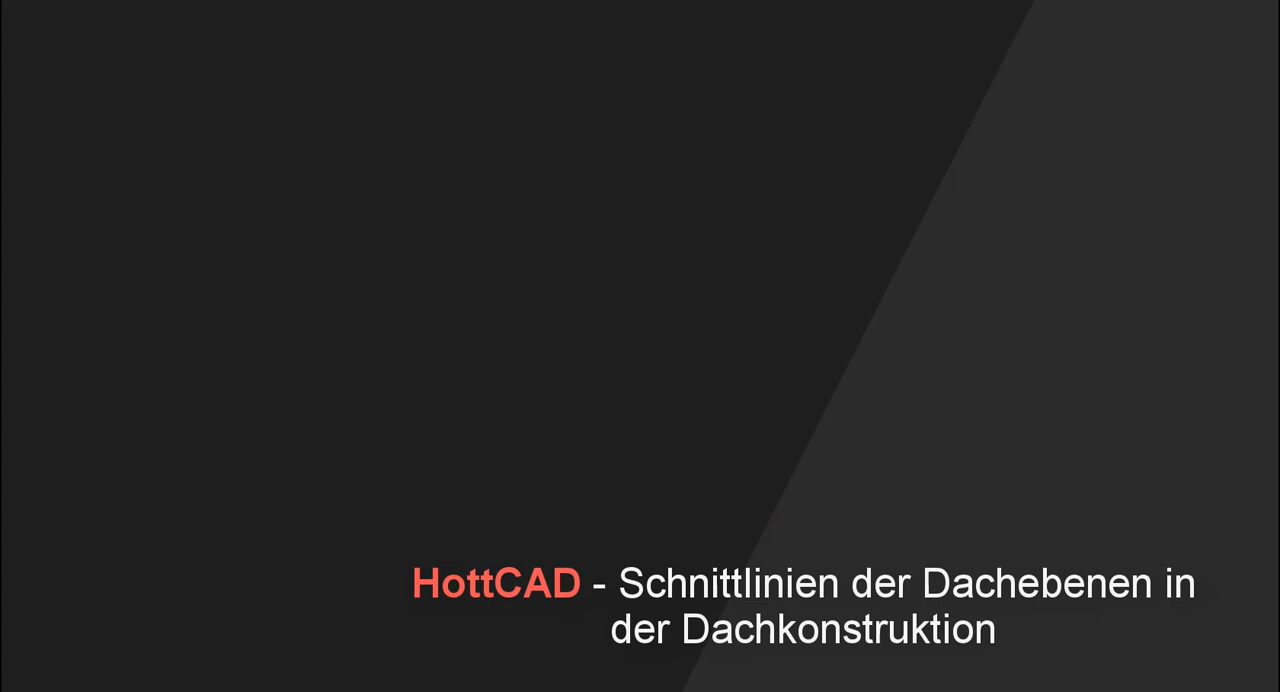 HottCAD - Schnittlinien der Dachebenen in
der Dachkonstruktion